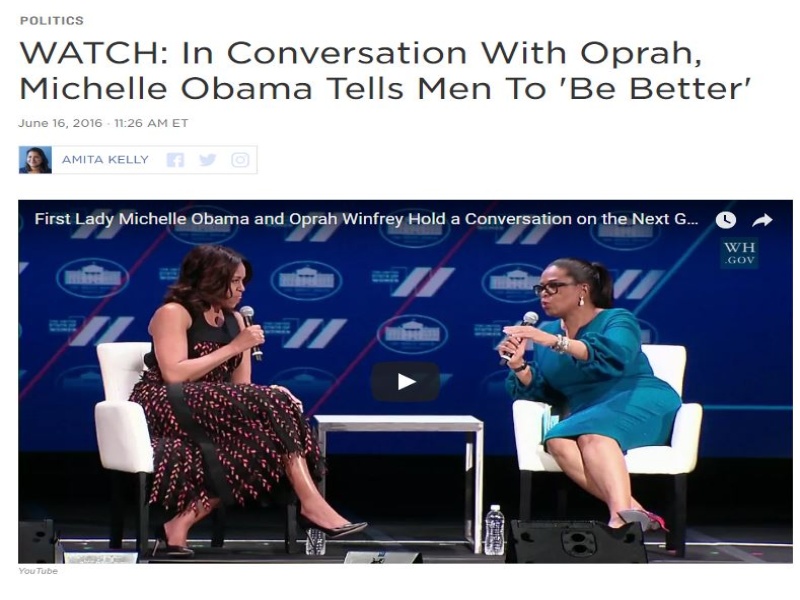 POLITICS
WATCH: In Conversation With Oprah,
Michelle Obama Tells Men To 'Be Better'
June 16, 2016 · 11:26 AM ET
AMITA KELLY
First Lady Michelle Obama and Oprah Winfrey Hold a Conversation on the Next G...
WH
.GOV
YouTube